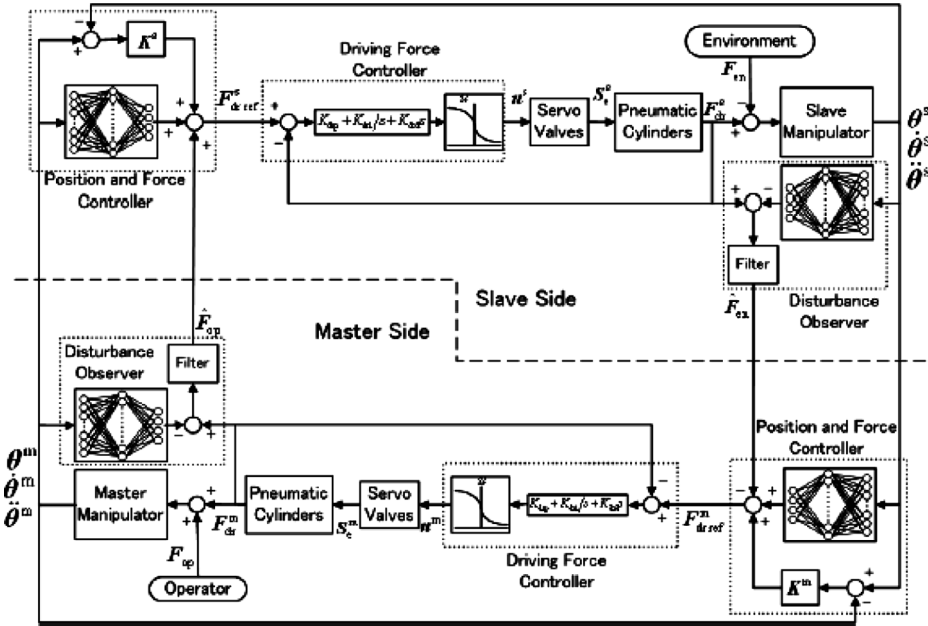 K^s
Position and Force
Controller
F^s_dr ref
Driving Force
Controller
u
u^s
Servo
Valves
S^s_e
Pneumatic
Cylinders
F^s_dr
Environment
F_en
Slave
Manipulator
θ^s
θ̇^s
θ̈^s
Filter
F̂_en
Disturbance
Observer
Slave Side
Master Side
F̂_op
Disturbance
Observer
Filter
θ^m
θ̇^m
θ̈^m
Master
Manipulator
F^m_dr
F_op
Operator
Pneumatic
Cylinders
S^m_e
Servo
Valves
u^m
u
Driving Force
Controller
F^m_dr ref
Position and Force
Controller
K^m